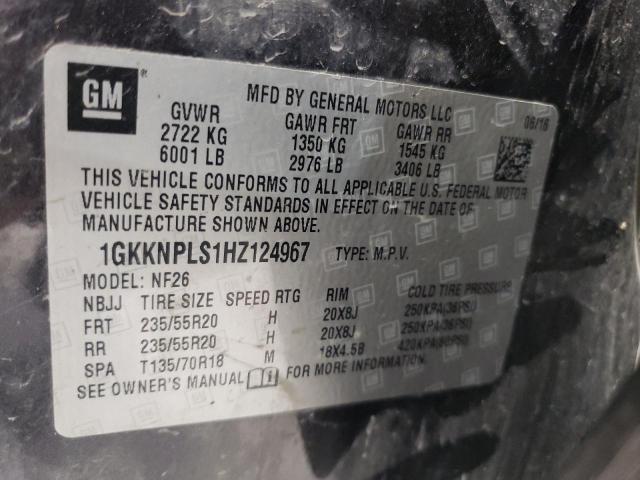 GM ®
MFD BY GENERAL MOTORS LLC
06/16
GVWR GAWR FRT GAWR RR
2722 KG 1350 KG 1545 KG
6001 LB 2976 LB 3406 LB
THIS VEHICLE CONFORMS TO ALL APPLICABLE U.S. FEDERAL MOTOR
VEHICLE SAFETY STANDARDS IN EFFECT ON THE DATE OF
MANUFACTURE SHOWN ABOVE.
1GKKNPLS1HZ124967 TYPE: M.P.V.
MODEL: NF26
NBJJ TIRE SIZE SPEED RTG RIM COLD TIRE PRESSURE
FRT 235/55R20 H 20X8J 250KPA(36PSI)
RR 235/55R20 H 20X8J 250KPA(36PSI)
SPA T135/70R18 M 18X4.5B 420KPA(60PSI)
SEE OWNER'S MANUAL FOR MORE INFORMATION.